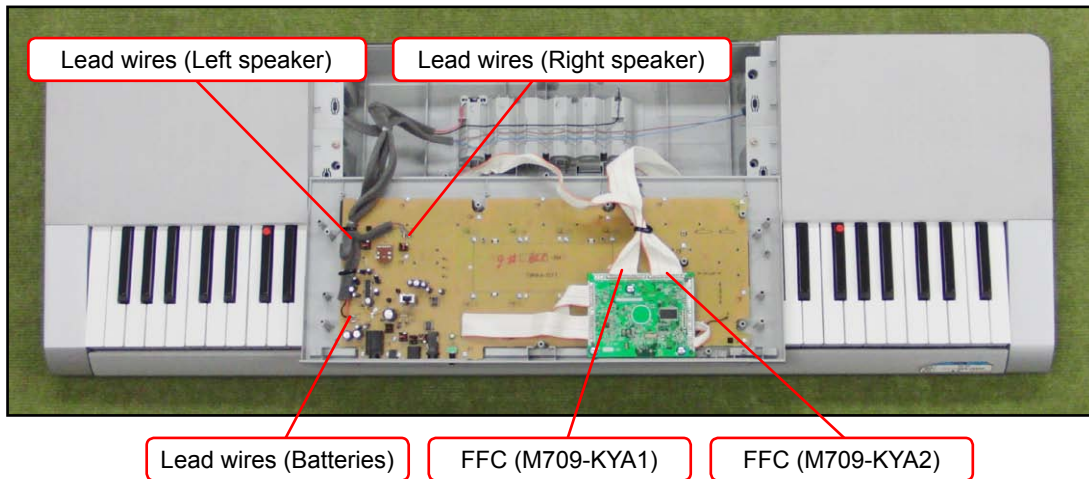 Lead wires (Left speaker)
Lead wires (Right speaker)
Lead wires (Batteries)
FFC (M709-KYA1)
FFC (M709-KYA2)